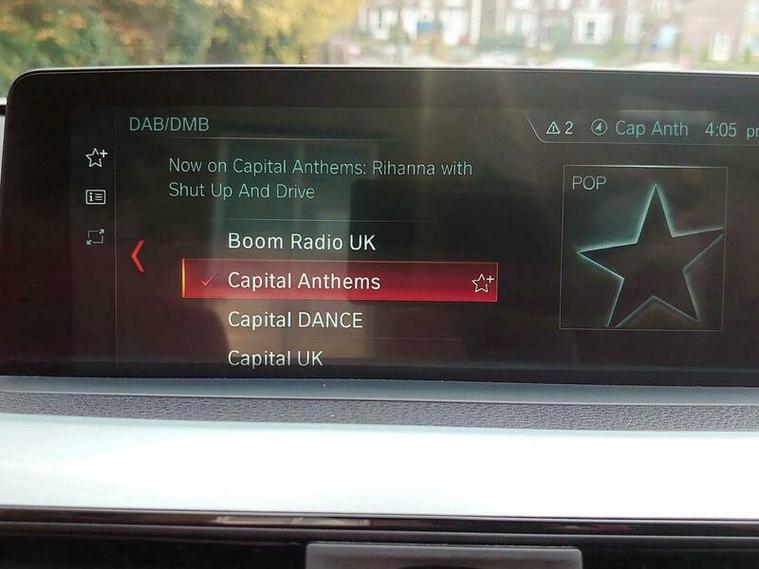 DAB/DMB
2 Cap Anth 4:05 pm
Now on Capital Anthems: Rihanna with
Shut Up And Drive
POP
Boom Radio UK
Capital Anthems
Capital DANCE
Capital UK